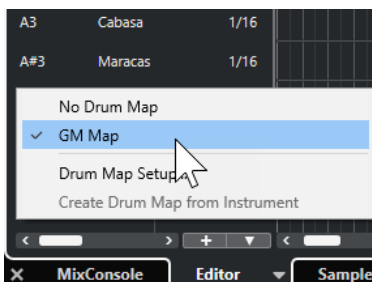 A3 Cabasa 1/16
A#3 Maracas 1/16
No Drum Map
GM Map
Drum Map Setup
Create Drum Map from Instrument
MixConsole Editor Sample